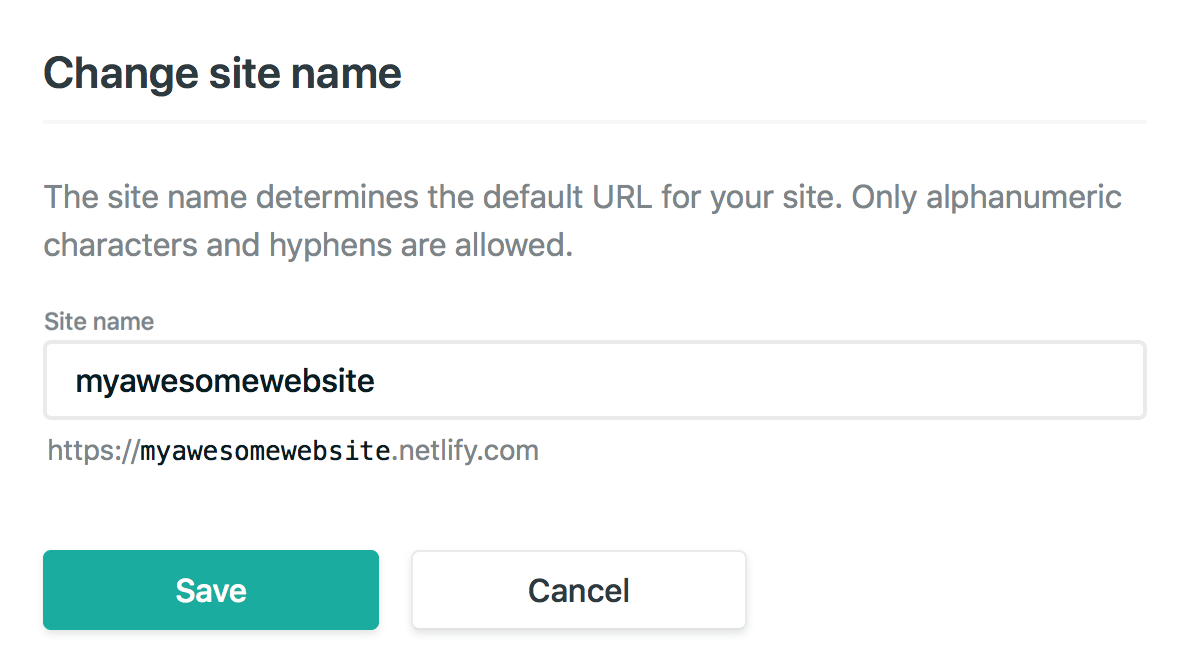 Change site name
The site name determines the default URL for your site. Only alphanumeric
characters and hyphens are allowed.
Site name
myawesomewebsite
https://myawesomewebsite.netlify.com
Save Cancel